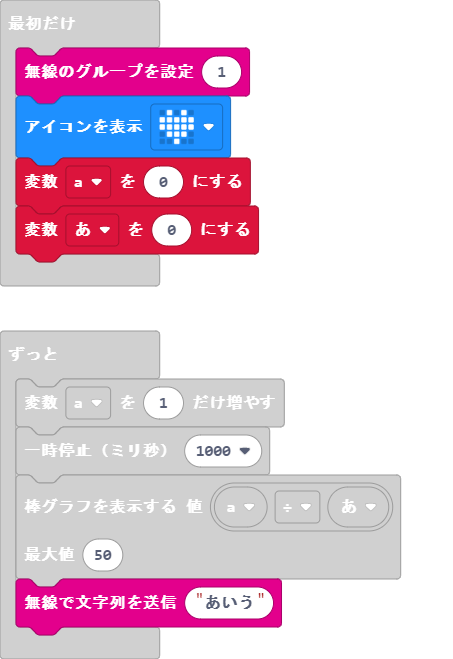 最初だけ
無線のグループを設定 1
アイコンを表示
変数 a を 0 にする
変数 あ を 0 にする
ずっと
変数 a を 1 だけ増やす
一時停止（ミリ秒） 1000
棒グラフを表示する 値 a ÷ あ
最大値 50
無線で文字列を送信 "あいう"